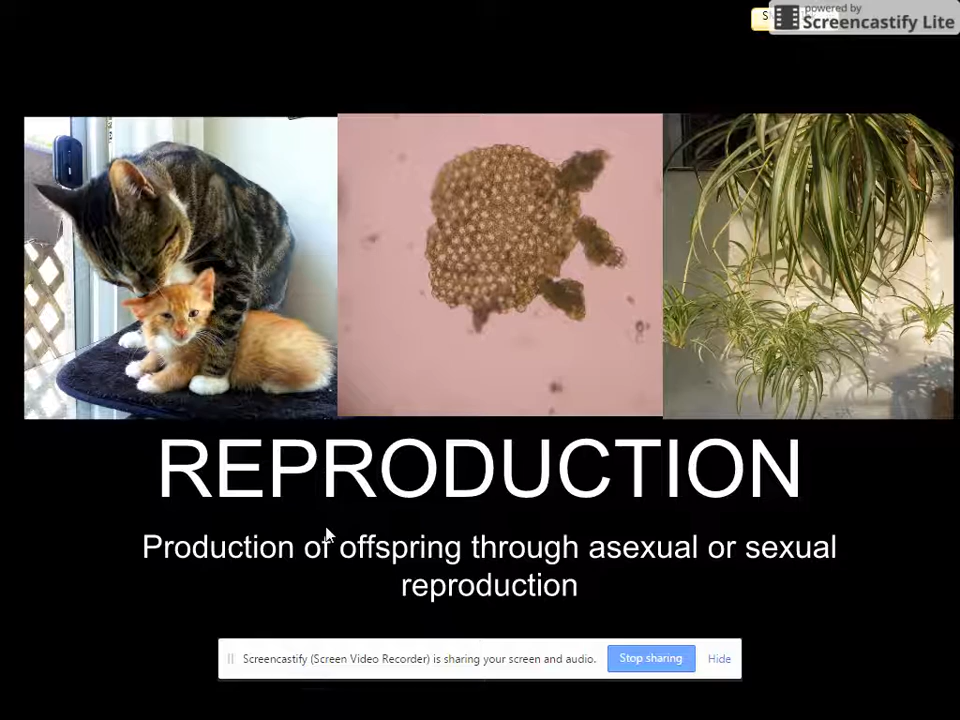 powered by
Screencastify Lite
REPRODUCTION
Production of offspring through asexual or sexual
reproduction
Screencastify (Screen Video Recorder) is sharing your screen and audio.
Stop sharing
Hide